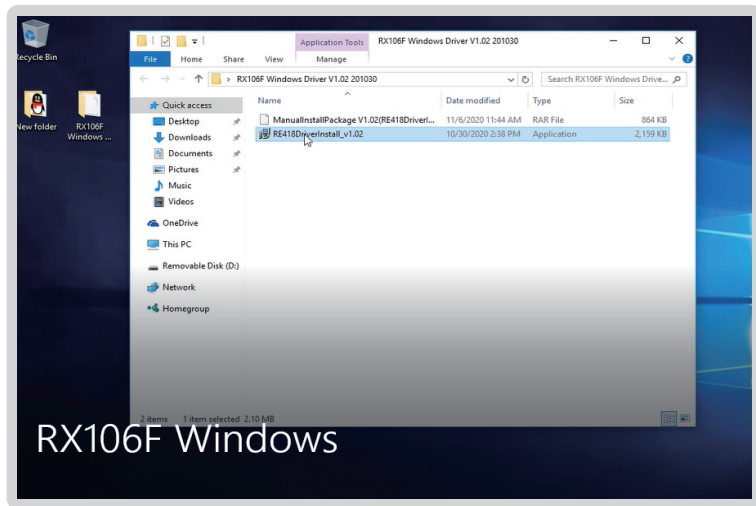 Recycle Bin
New folder
RX106F
Windows ...
Application Tools
RX106F Windows Driver V1.02 201030
File
Home
Share
View
Manage
RX106F Windows Driver V1.02 201030
Search RX106F Windows Drive...
Quick access
Desktop
Downloads
Documents
Pictures
Music
Videos
OneDrive
This PC
Removable Disk (D:)
Network
Homegroup
Name
Date modified
Type
Size
ManualInstallPackage V1.02(RE418DriverI... 11/6/2020 11:44 AM RAR File 864 KB
RE418DriverInstall_v1.02 10/30/2020 2:38 PM Application 2,159 KB
2 items 1 item selected 2.10 MB
RX106F Windows